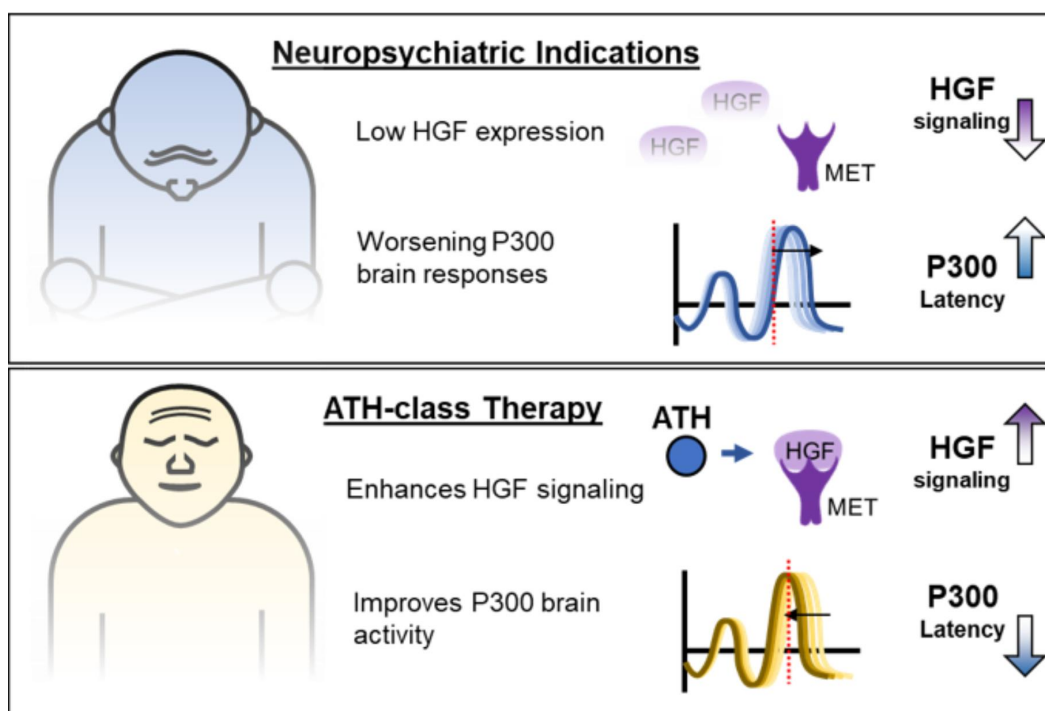 Neuropsychiatric Indications
Low HGF expression
HGF
HGF
MET
HGF
signaling
Worsening P300
brain responses
P300
Latency
ATH-class Therapy
ATH
Enhances HGF signaling
HGF
MET
HGF
signaling
Improves P300 brain
activity
P300
Latency